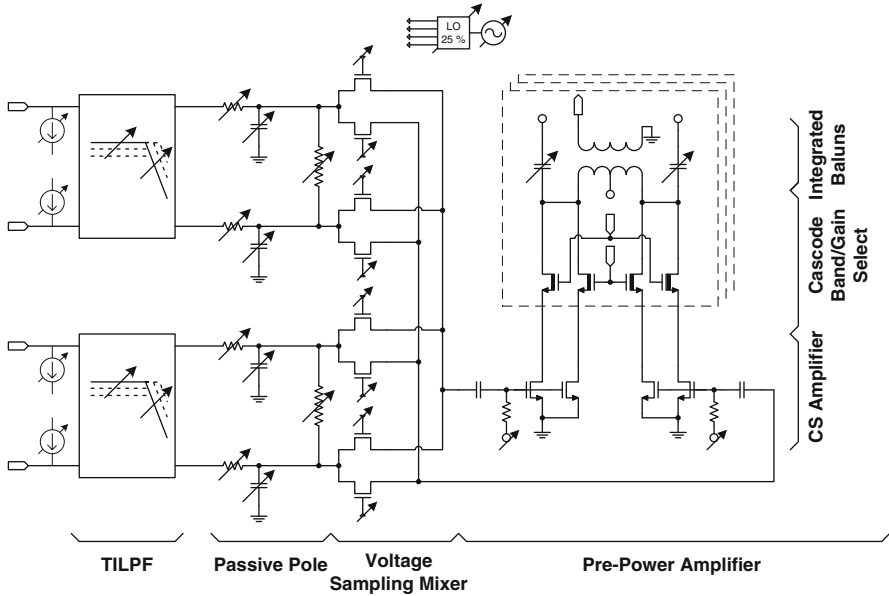 LO
25 %
Integrated
Baluns
Cascode
Band/Gain
Select
CS Amplifier
TILPF
Passive Pole
Voltage
Sampling Mixer
Pre-Power Amplifier